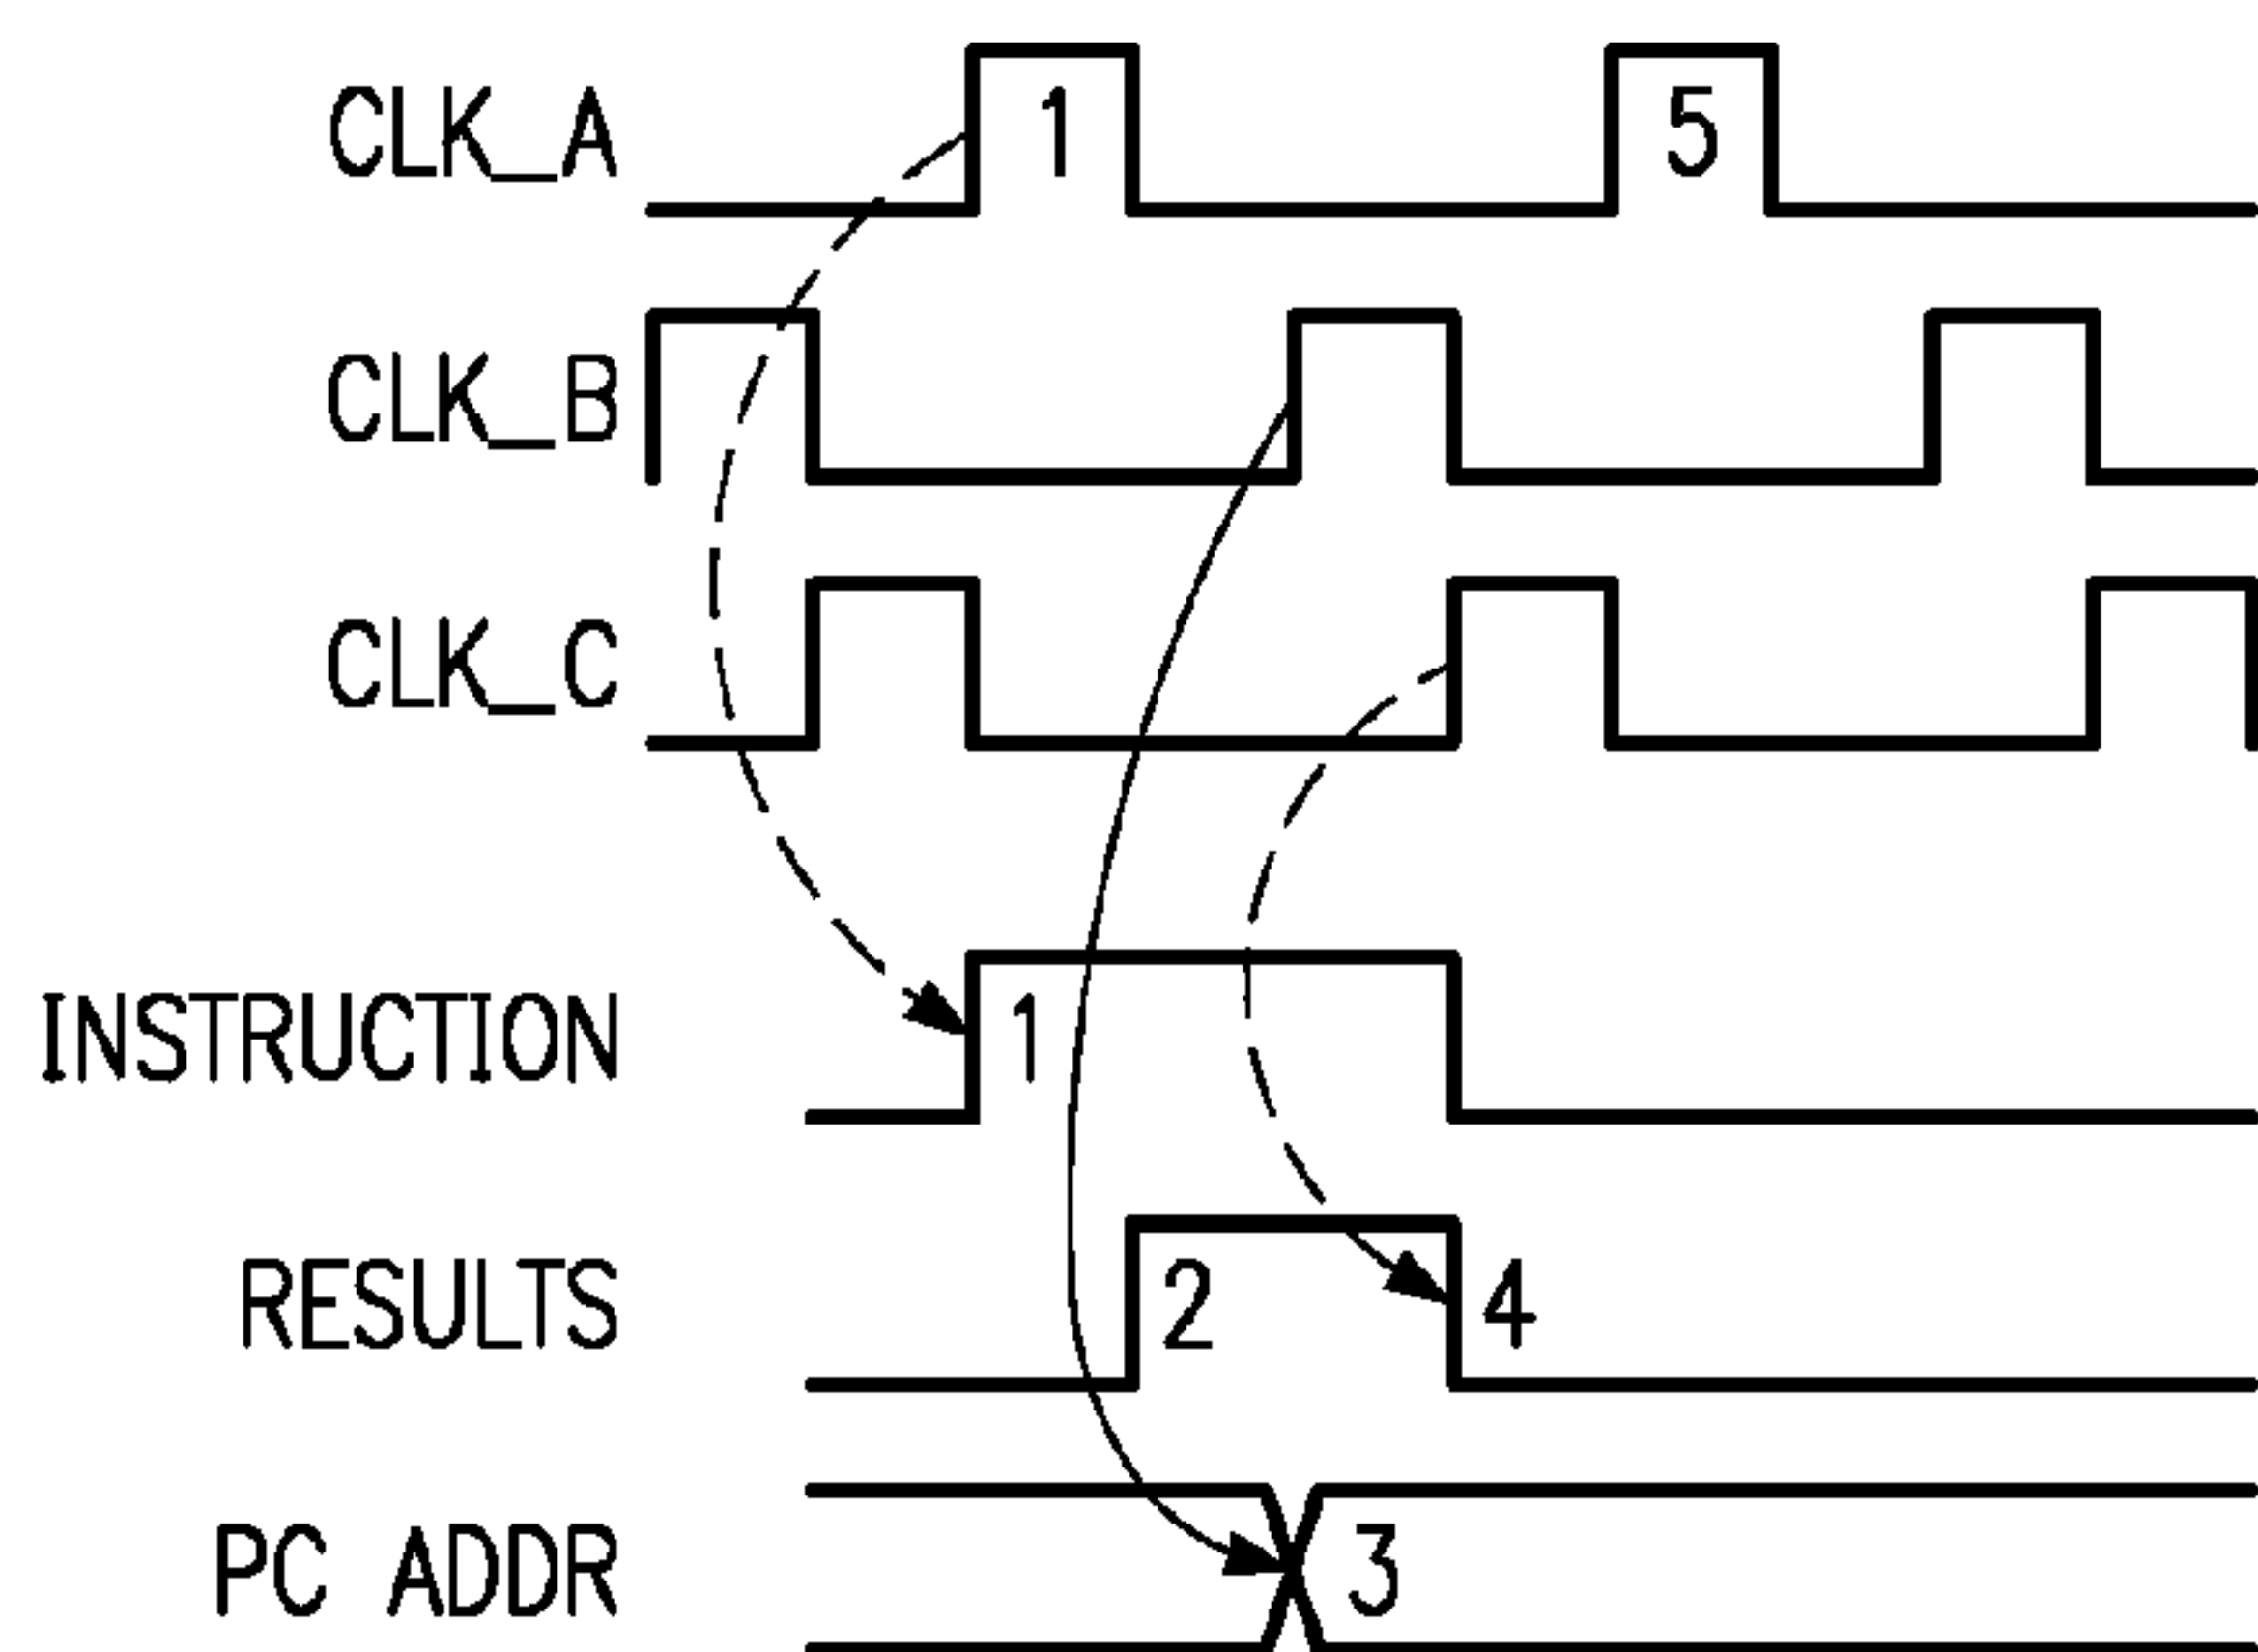 CLK_A 1 5
CLK_B
CLK_C
INSTRUCTION 1
RESULTS 2 4
PC ADDR 3